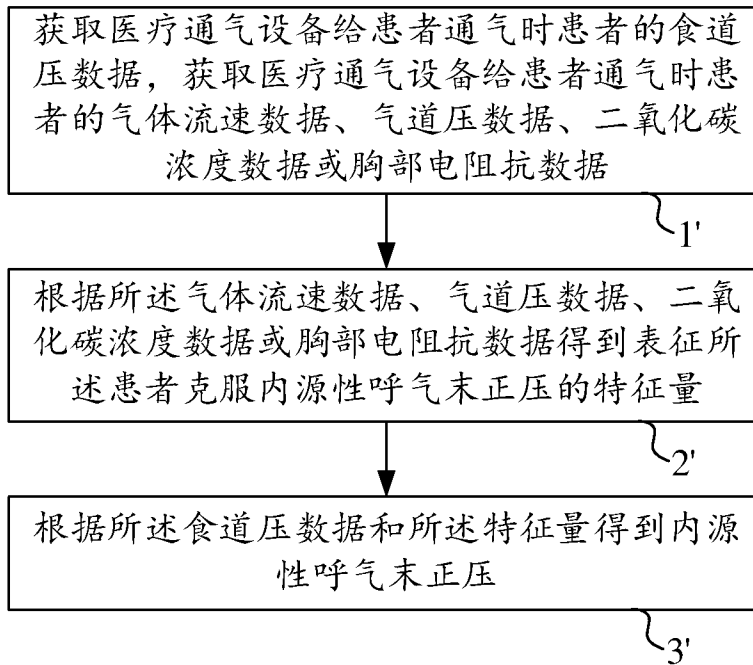 获取医疗通气设备给患者通气时患者的食道
压数据，获取医疗通气设备给患者通气时患
者的气体流速数据、气道压数据、二氧化碳
浓度数据或胸部电阻抗数据
1'
根据所述气体流速数据、气道压数据、二氧
化碳浓度数据或胸部电阻抗数据得到表征所
述患者克服内源性呼气末正压的特征量
2'
根据所述食道压数据和所述特征量得到内源
性呼气末正压
3'